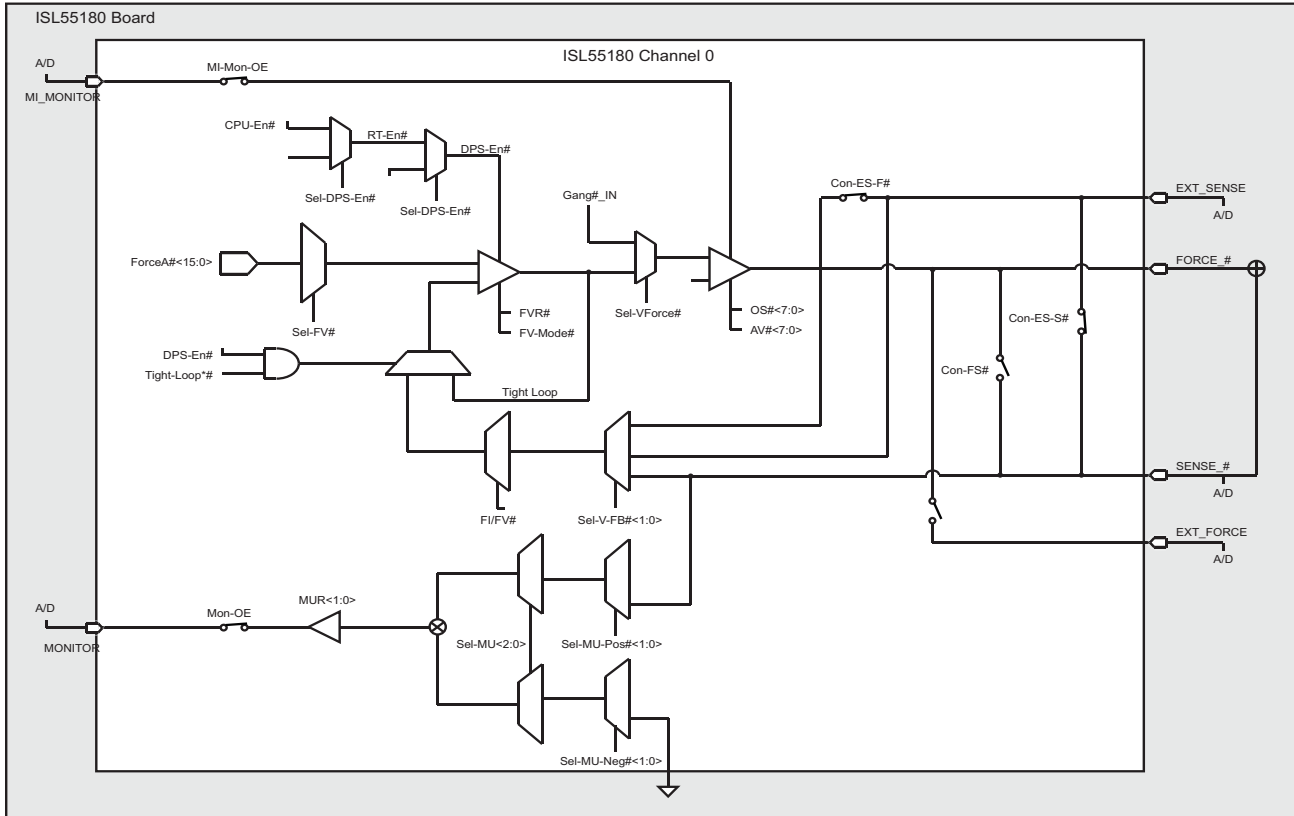 ISL55180 Board
ISL55180 Channel 0
A/D
MI-Mon-OE
MI_MONITOR
CPU-En#
RT-En#
DPS-En#
Sel-DPS-En#
Sel-DPS-En#
Gang#_IN
Con-ES-F#
EXT_SENSE
A/D
ForceA#<15:0>
FORCE_#
Sel-FV#
FVR#
FV-Mode#
Sel-VForce#
OS#<7:0>
AV#<7:0>
Con-ES-S#
DPS-En#
Tight-Loop*#
Con-FS#
Tight Loop
SENSE_#
A/D
FI/FV#
Sel-V-FB#<1:0>
EXT_FORCE
A/D
A/D
Mon-OE
MUR<1:0>
MONITOR
Sel-MU<2:0>
Sel-MU-Pos#<1:0>
Sel-MU-Neg#<1:0>